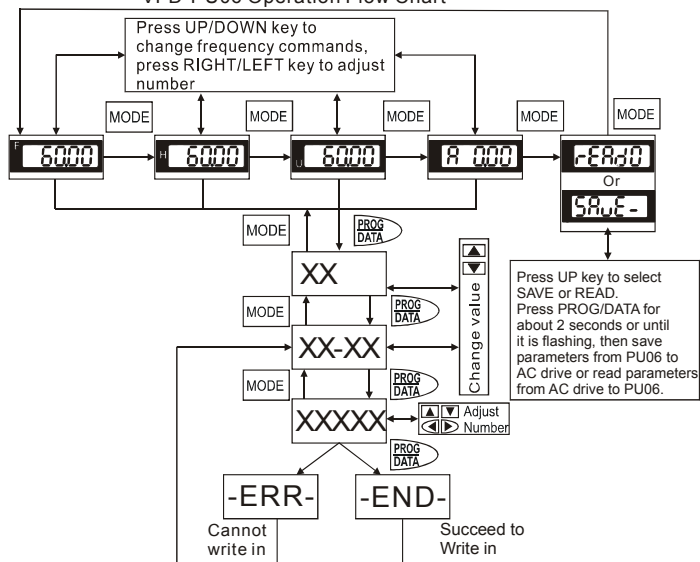 VFD-PU06 Operation Flow Chart
Press UP/DOWN key to
change frequency commands,
press RIGHT/LEFT key to adjust
number
MODE
MODE
MODE
MODE
MODE
F 60.00
H 60.00
U 60.00
A 0.00
rEAd0
Or
SAvE-
MODE
PROG
DATA
XX
MODE
PROG
DATA
XX-XX
Change value
MODE
PROG
DATA
XXXXX
Adjust
Number
PROG
DATA
-ERR-
-END-
Cannot
write in
Succeed to
Write in
Press UP key to select
SAVE or READ.
Press PROG/DATA for
about 2 seconds or until
it is flashing, then save
parameters from PU06 to
AC drive or read parameters
from AC drive to PU06.